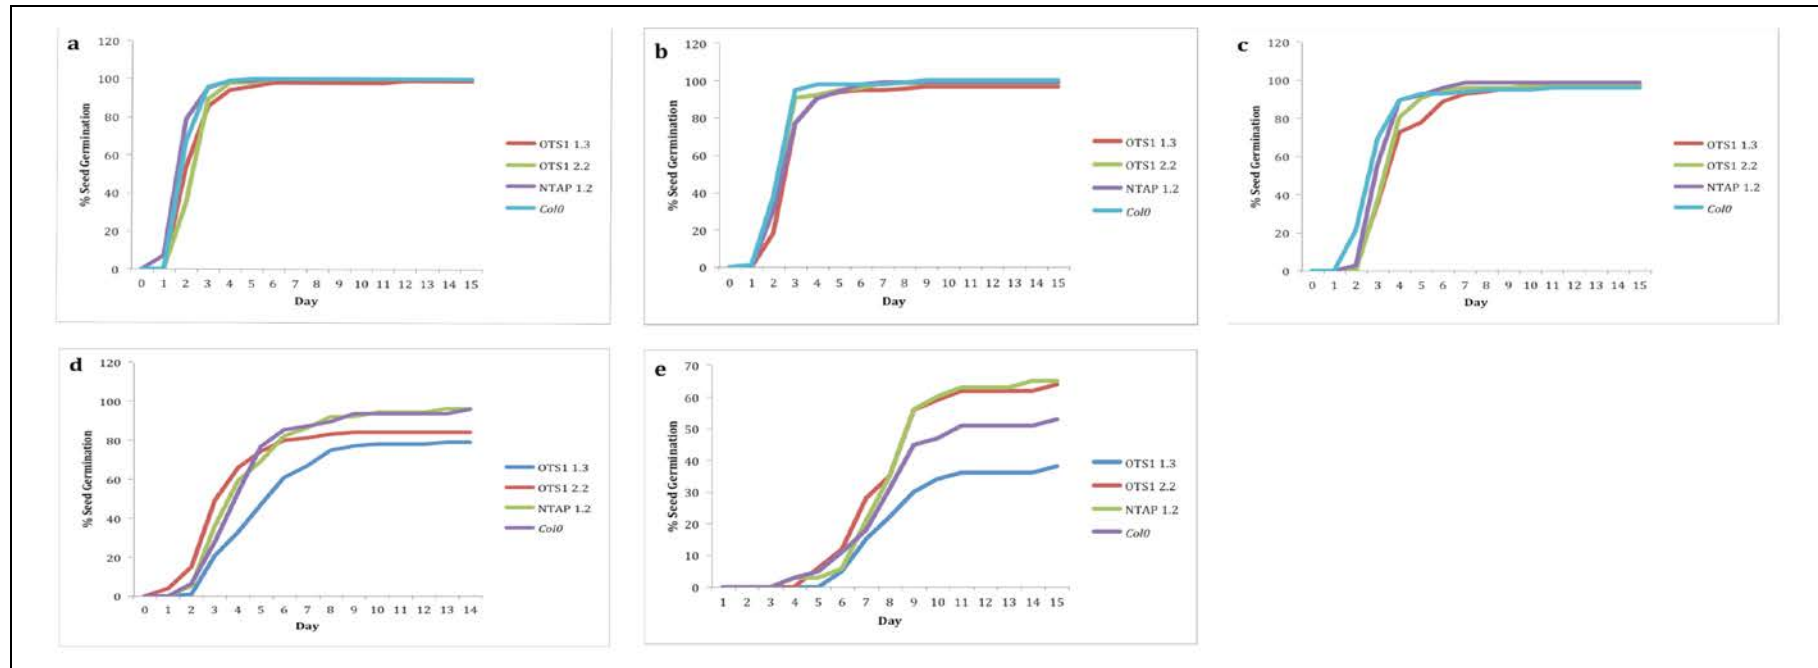 a
% Seed Germination
120
100
80
60
40
20
0
0 1 2 3 4 5 6 7 8 9 10 11 12 13 14 15
Day
OTS1 1.3
OTS1 2.2
NTAP 1.2
Col0
b
% Seed Germination
120
100
80
60
40
20
0
0 1 2 3 4 5 6 7 8 9 10 11 12 13 14 15
Day
OTS1 1.3
OTS1 2.2
NTAP 1.2
Col0
c
% Seed Germination
120
100
80
60
40
20
0
0 1 2 3 4 5 6 7 8 9 10 11 12 13 14 15
Day
OTS1 1.3
OTS1 2.2
NTAP 1.2
Col0
d
% Seed Germination
120
100
80
60
40
20
0
0 1 2 3 4 5 6 7 8 9 10 11 12 13 14
Day
OTS1 1.3
OTS1 2.2
NTAP 1.2
Col0
e
% Seed Germination
70
60
50
40
30
20
10
0
1 2 3 4 5 6 7 8 9 10 11 12 13 14 15
Day
OTS1 1.3
OTS1 2.2
NTAP 1.2
Col0